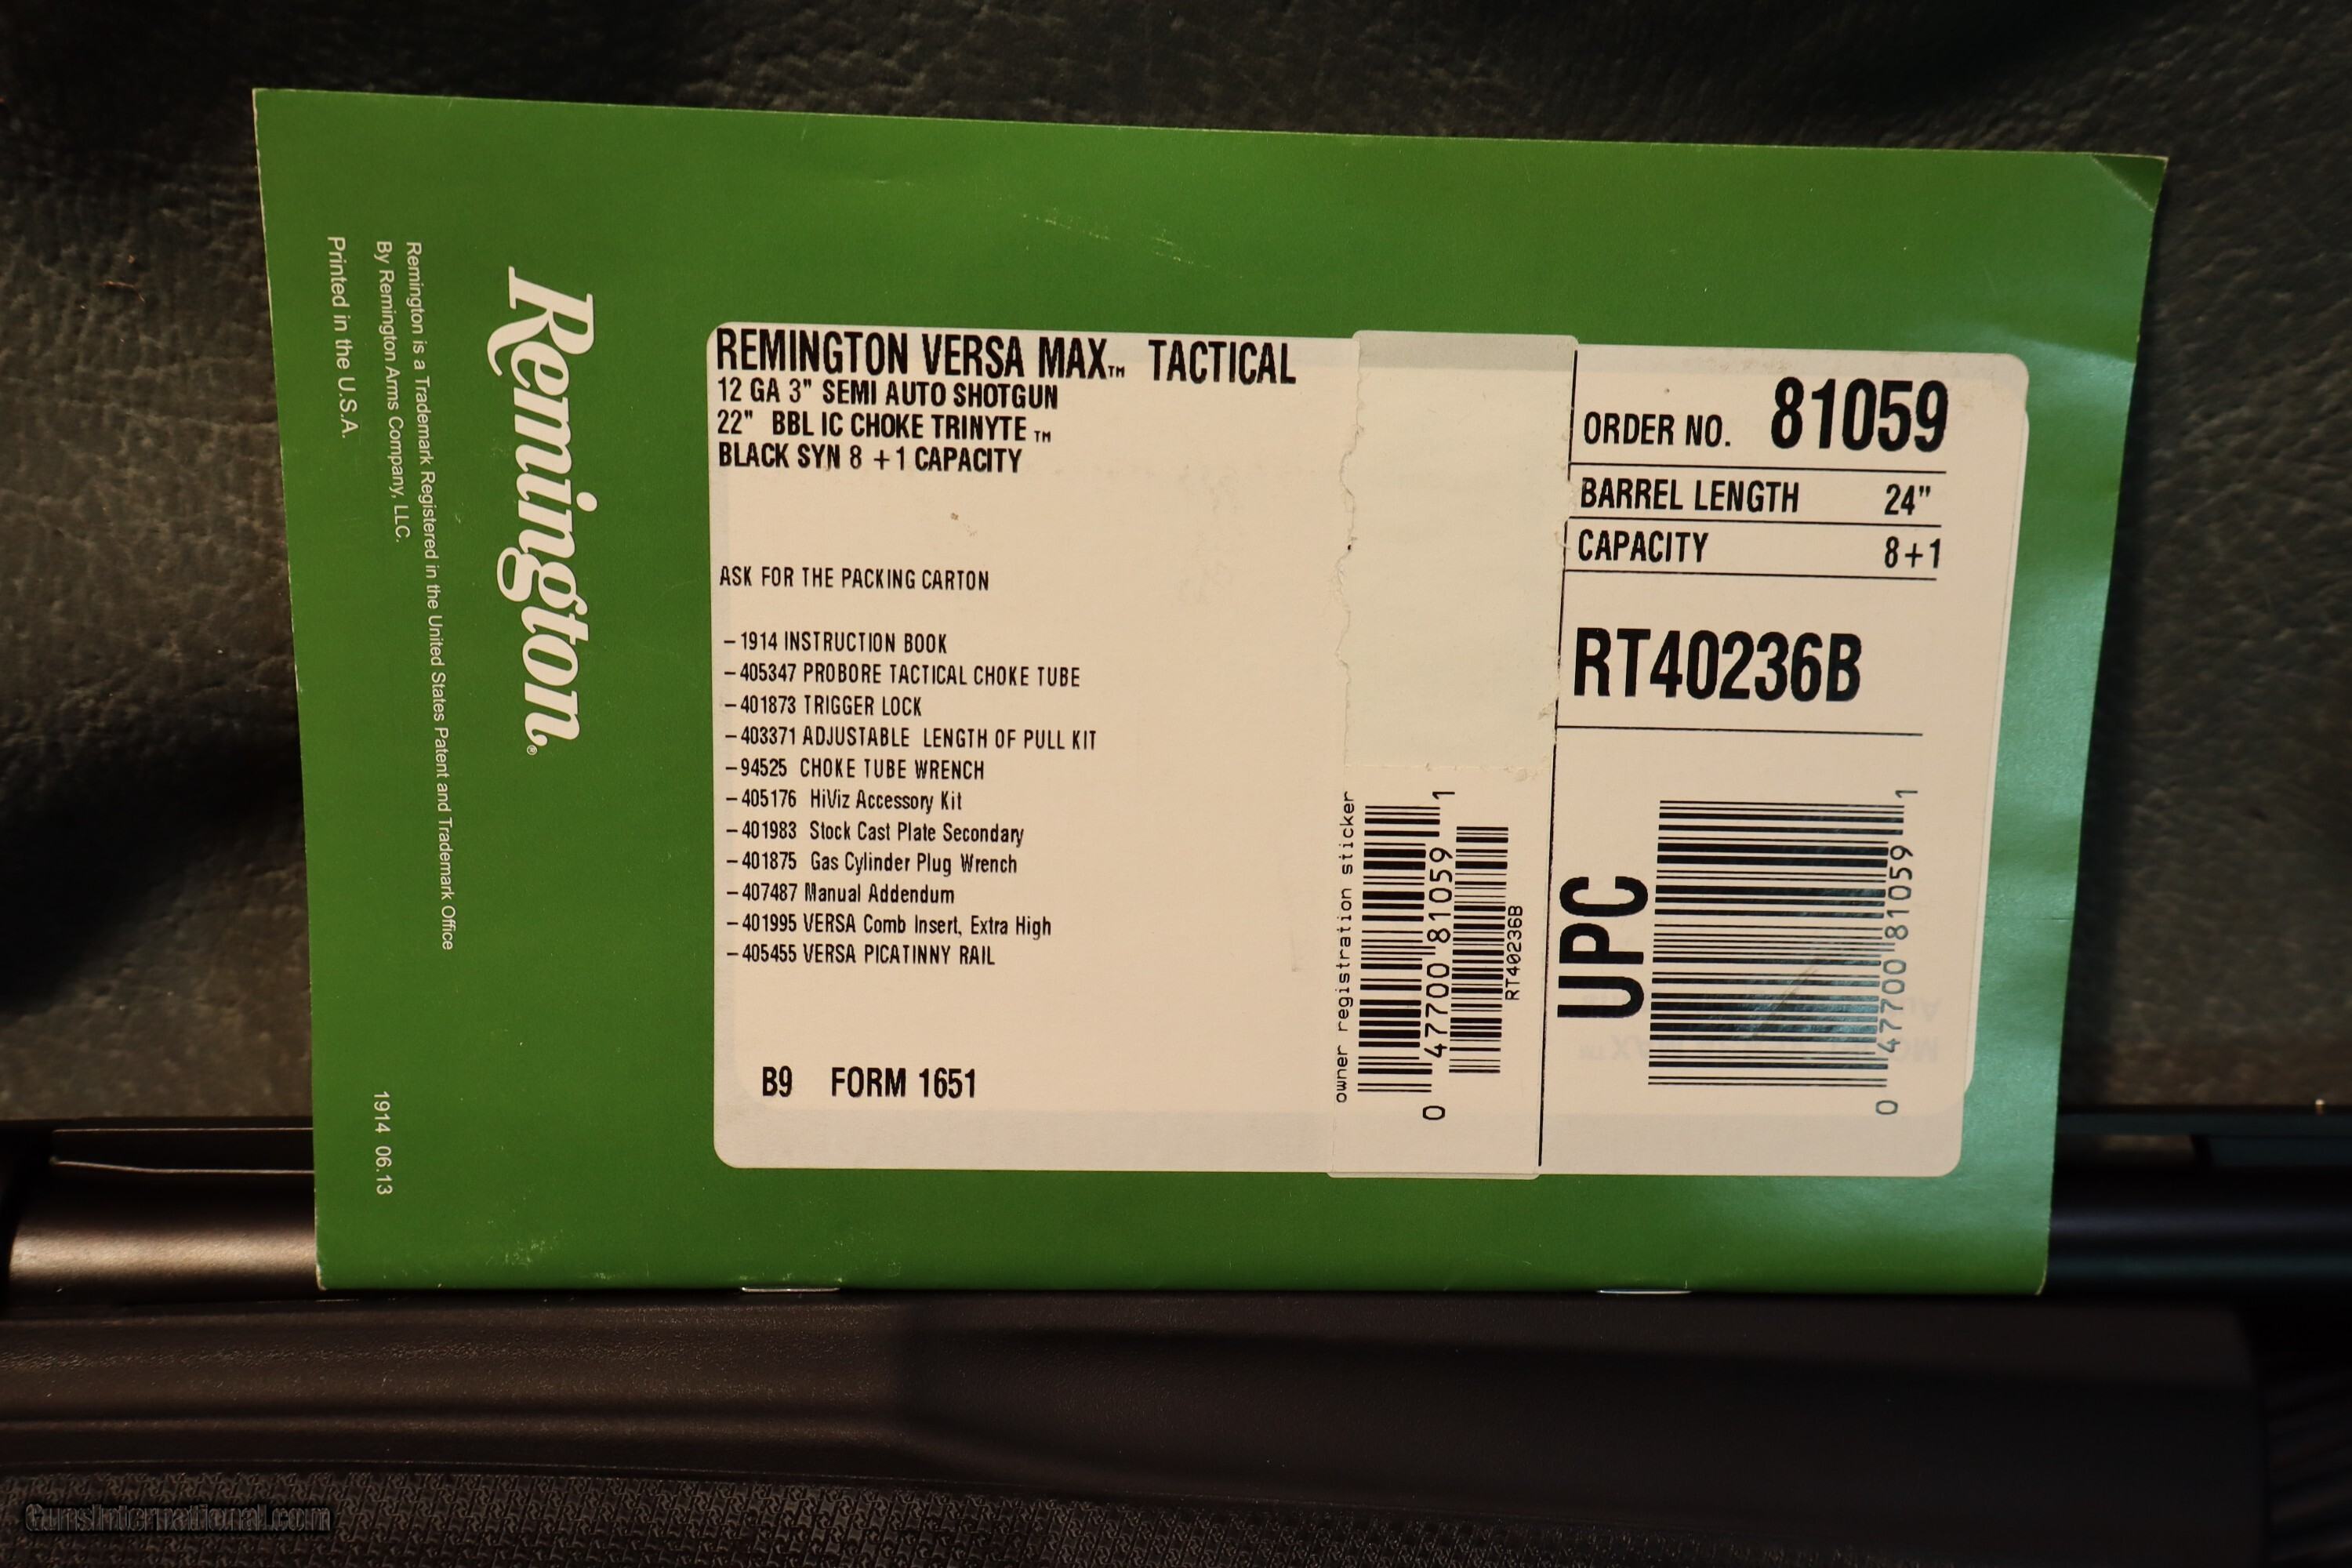 REMINGTON VERSA MAX™ TACTICAL
12 GA 3" SEMI AUTO SHOTGUN
22" BBL IC CHOKE TRINYTE™
BLACK SYN 8 +1 CAPACITY
ASK FOR THE PACKING CARTON
–1914 INSTRUCTION BOOK
–405347 PROBORE TACTICAL CHOKE TUBE
–401873 TRIGGER LOCK
–403371 ADJUSTABLE LENGTH OF PULL KIT
–94525 CHOKE TUBE WRENCH
–405176 HiViz Accessory Kit
–401983 Stock Cast Plate Secondary
–401875 Gas Cylinder Plug Wrench
–407487 Manual Addendum
–401995 VERSA Comb Insert, Extra High
–405455 VERSA PICATINNY RAIL
B9 FORM 1651
owner registration sticker
0 47700 81059 1
RT40236B
ORDER NO. 81059
BARREL LENGTH 24"
CAPACITY 8+1
RT40236B
UPC
0 47700 81059 1
Remington®
Remington is a Trademark Registered in the United States Patent and Trademark Office
By Remington Arms Company, LLC.
Printed in the U.S.A.
1914 06.13
GunsInternational.com